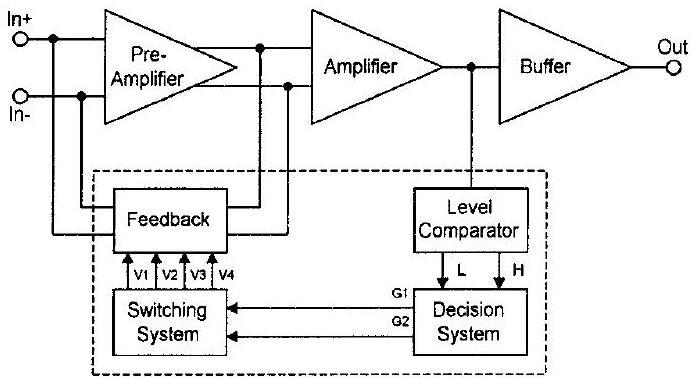 In+
In-
Pre-
Amplifier
Amplifier
Buffer
Out
Feedback
Level
Comparator
V1 V2 V3 V4
L H
G1
G2
Switching
System
Decision
System